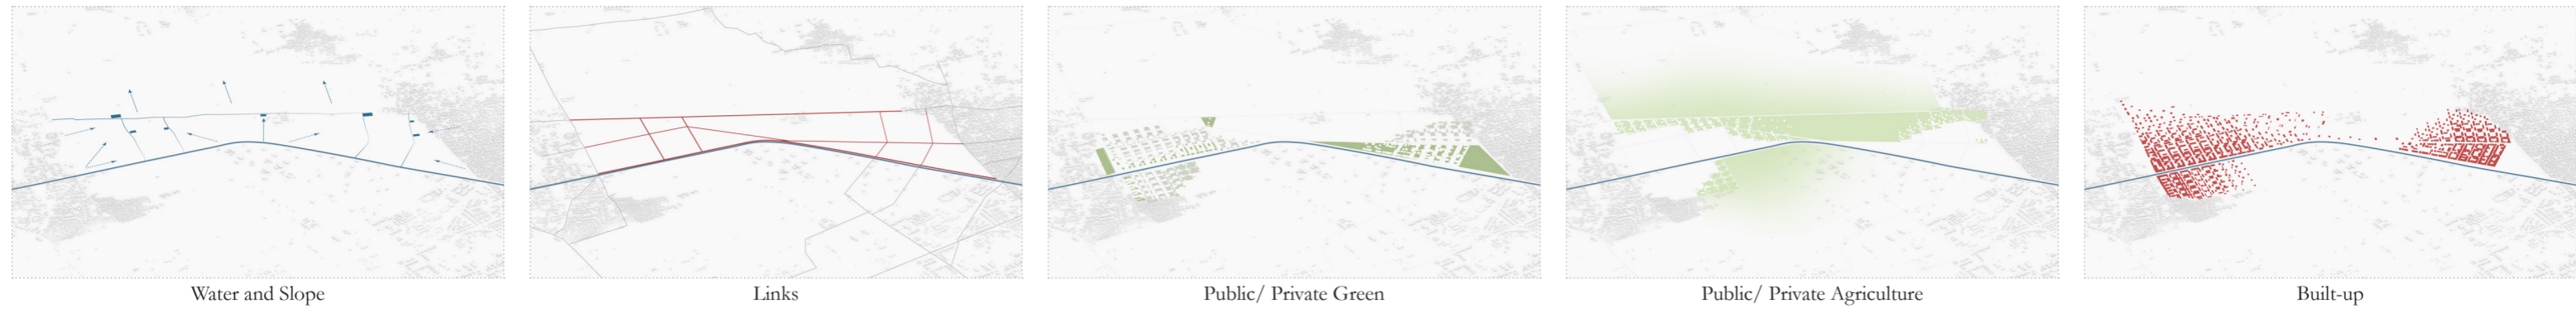 Water and Slope
Links
Public/ Private Green
Public/ Private Agriculture
Built-up